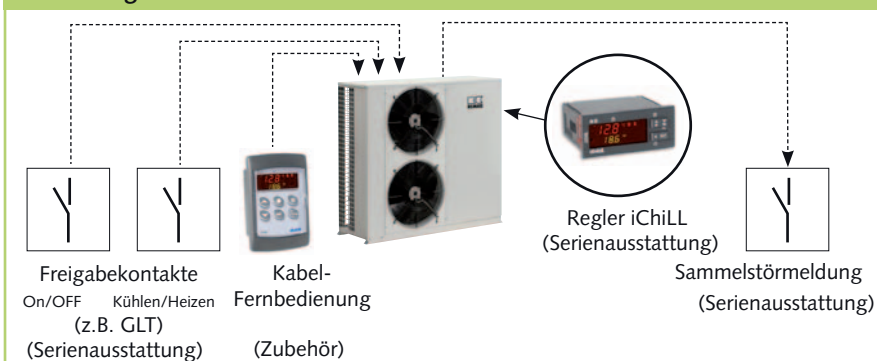 Regler iChiLL
(Serienausstattung)
Freigabekontakte
On/OFF Kühlen/Heizen
(z.B. GLT)
(Serienausstattung)
Kabel-
Fernbedienung
(Zubehör)
Sammelstörmeldung
(Serienausstattung)